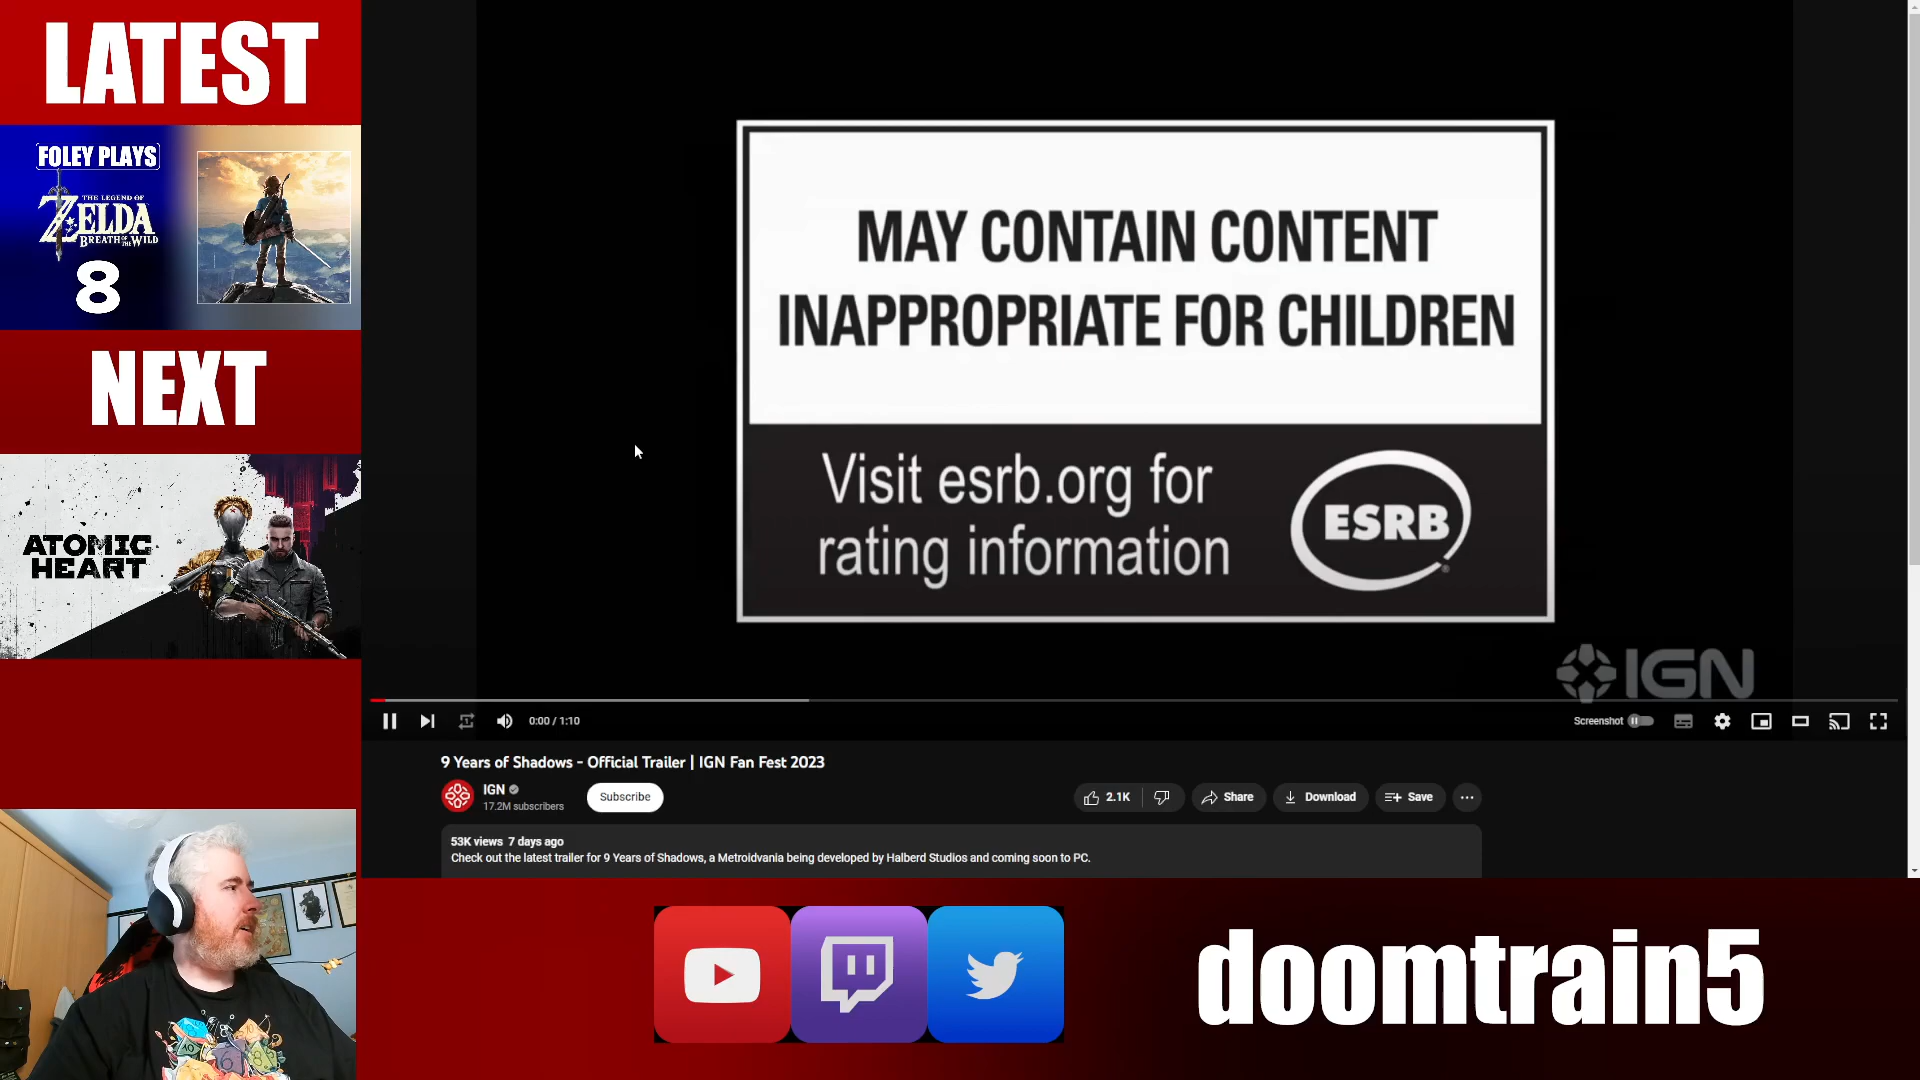 LATEST
FOLEY PLAYS
THE LEGEND OF
ZELDA
BREATH OF THE WILD
8
NEXT
ATOMIC
HEART
MAY CONTAIN CONTENT
INAPPROPRIATE FOR CHILDREN
Visit esrb.org for
rating information
ESRB
IGN
0:00 / 1:10
Screenshot
9 Years of Shadows - Official Trailer | IGN Fan Fest 2023
IGN
17.2M subscribers
Subscribe
2.1K
Share
Download
Save
53K views 7 days ago
Check out the latest trailer for 9 Years of Shadows, a Metroidvania being developed by Halberd Studios and coming soon to PC.
doomtrain5